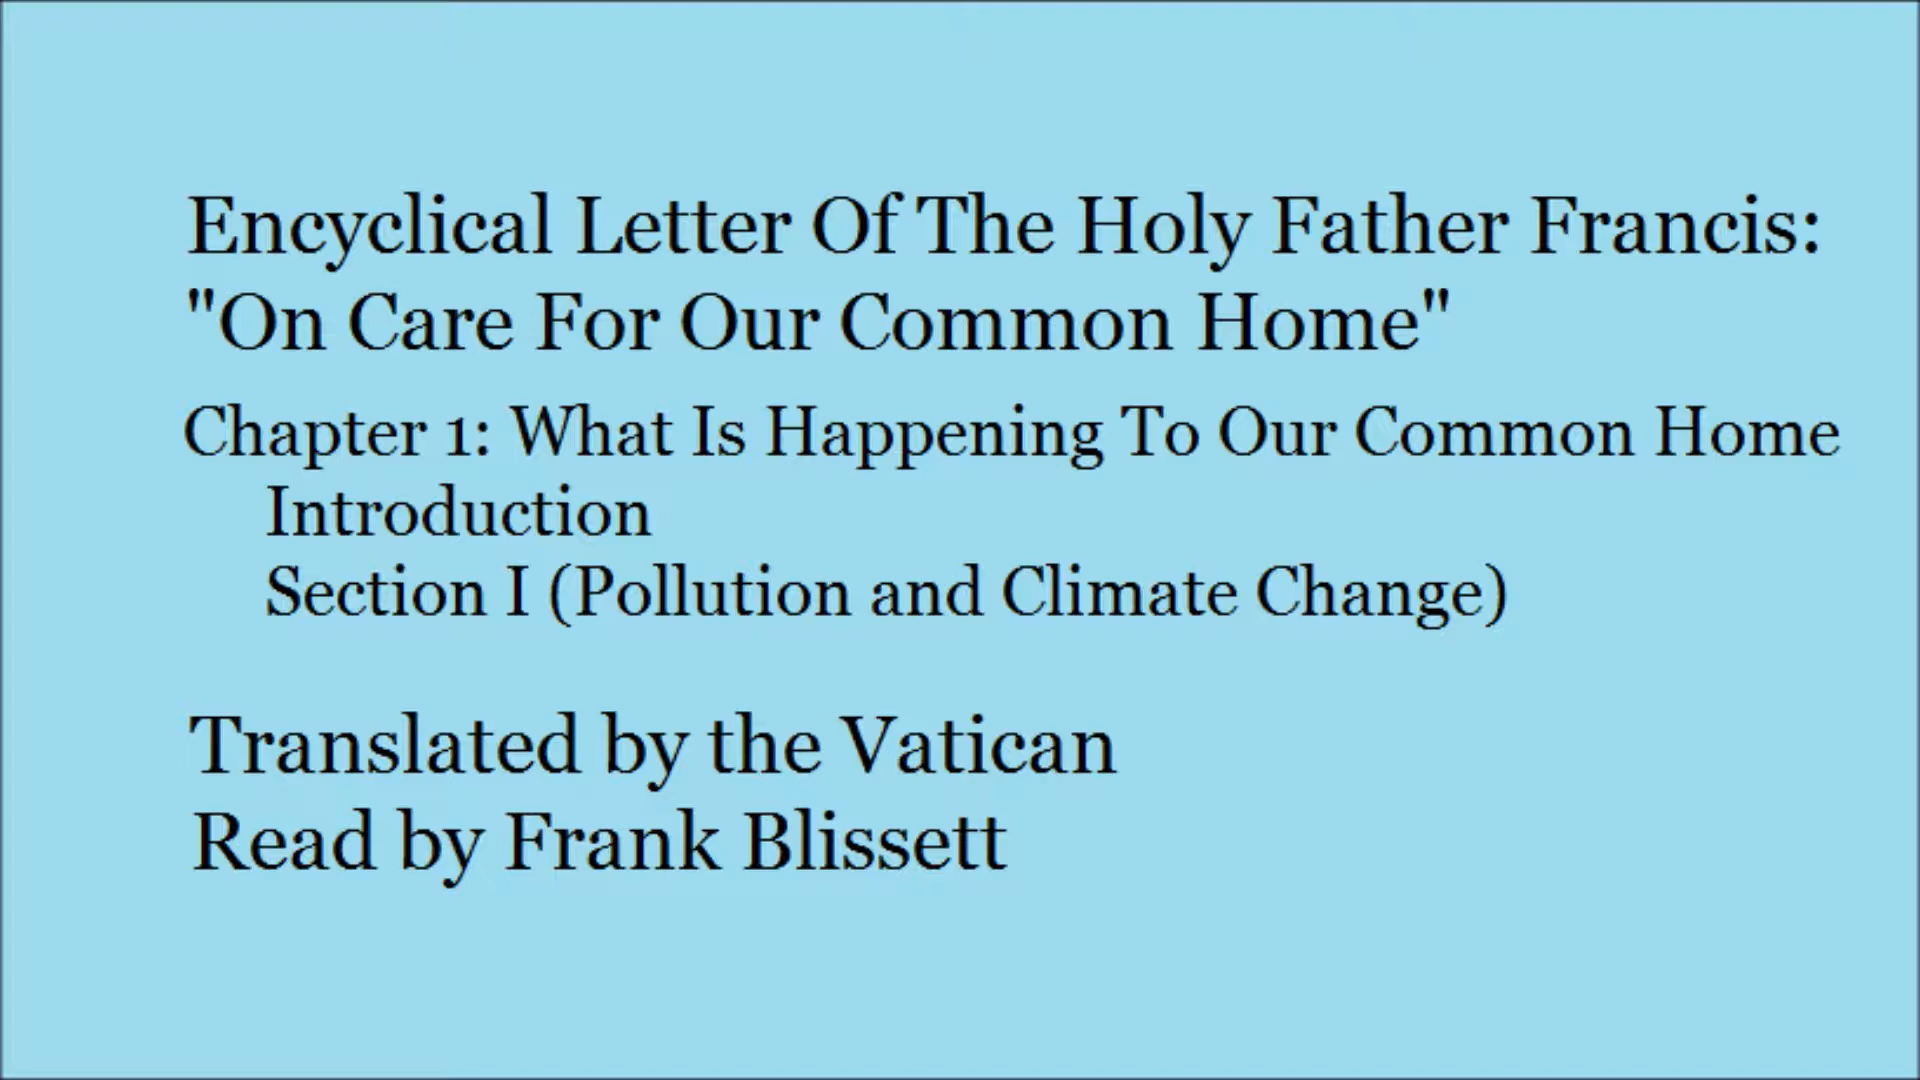 Encyclical Letter Of The Holy Father Francis:
"On Care For Our Common Home"
Chapter 1: What Is Happening To Our Common Home
Introduction
Section I (Pollution and Climate Change)
Translated by the Vatican
Read by Frank Blissett